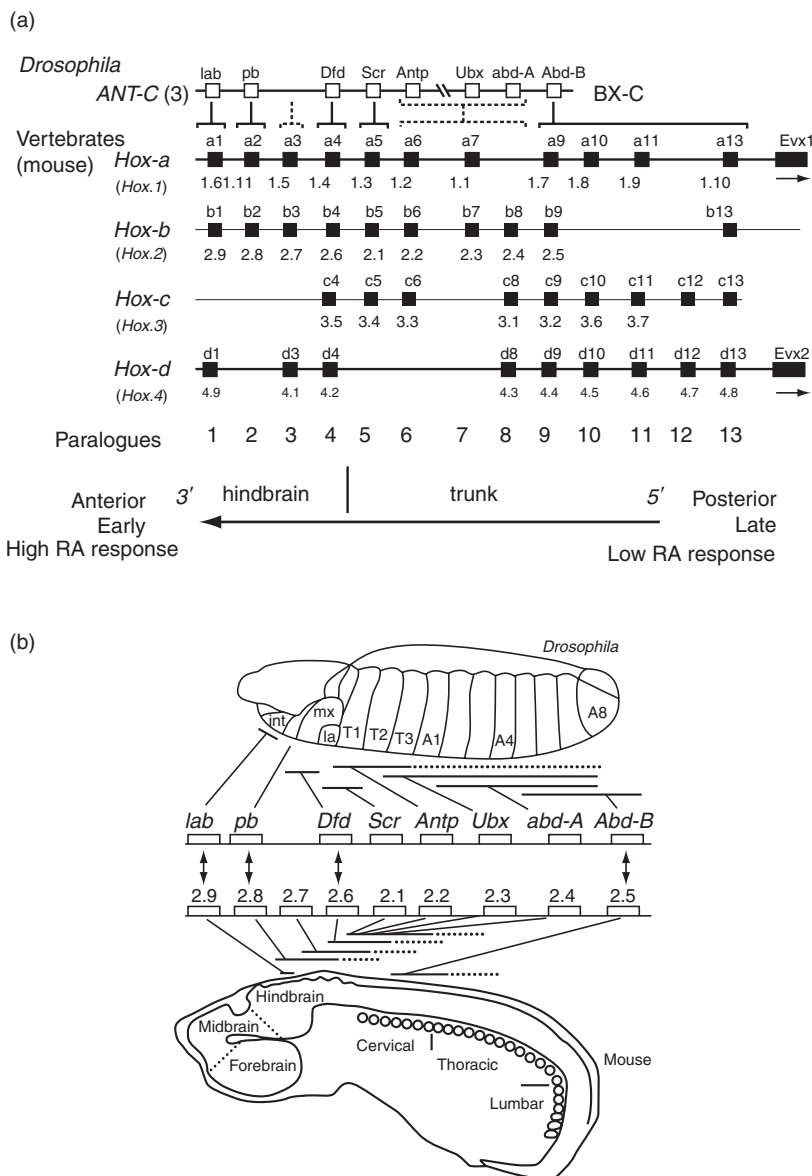 (a)
Drosophila
lab pb Dfd Scr Antp Ubx abd-A Abd-B
ANT-C (3) BX-C
Vertebrates
(mouse)
a1 a2 a3 a4 a5 a6 a7 a9 a10 a11 a13 Evx1
Hox-a
(Hox.1) 1.6 1.11 1.5 1.4 1.3 1.2 1.1 1.7 1.8 1.9 1.10
b1 b2 b3 b4 b5 b6 b7 b8 b9 b13
Hox-b
(Hox.2) 2.9 2.8 2.7 2.6 2.1 2.2 2.3 2.4 2.5
c4 c5 c6 c8 c9 c10 c11 c12 c13
Hox-c
(Hox.3) 3.5 3.4 3.3 3.1 3.2 3.6 3.7
d1 d3 d4 d8 d9 d10 d11 d12 d13 Evx2
Hox-d
(Hox.4) 4.9 4.1 4.2 4.3 4.4 4.5 4.6 4.7 4.8
Paralogues 1 2 3 4 5 6 7 8 9 10 11 12 13
3′ hindbrain trunk 5′
Anterior Posterior
Early Late
High RA response Low RA response
(b)
Drosophila
int mx la T1 T2 T3 A1 A4 A8
lab pb Dfd Scr Antp Ubx abd-A Abd-B
2.9 2.8 2.7 2.6 2.1 2.2 2.3 2.4 2.5
Hindbrain
Midbrain
Forebrain
Cervical
Thoracic
Mouse
Lumbar